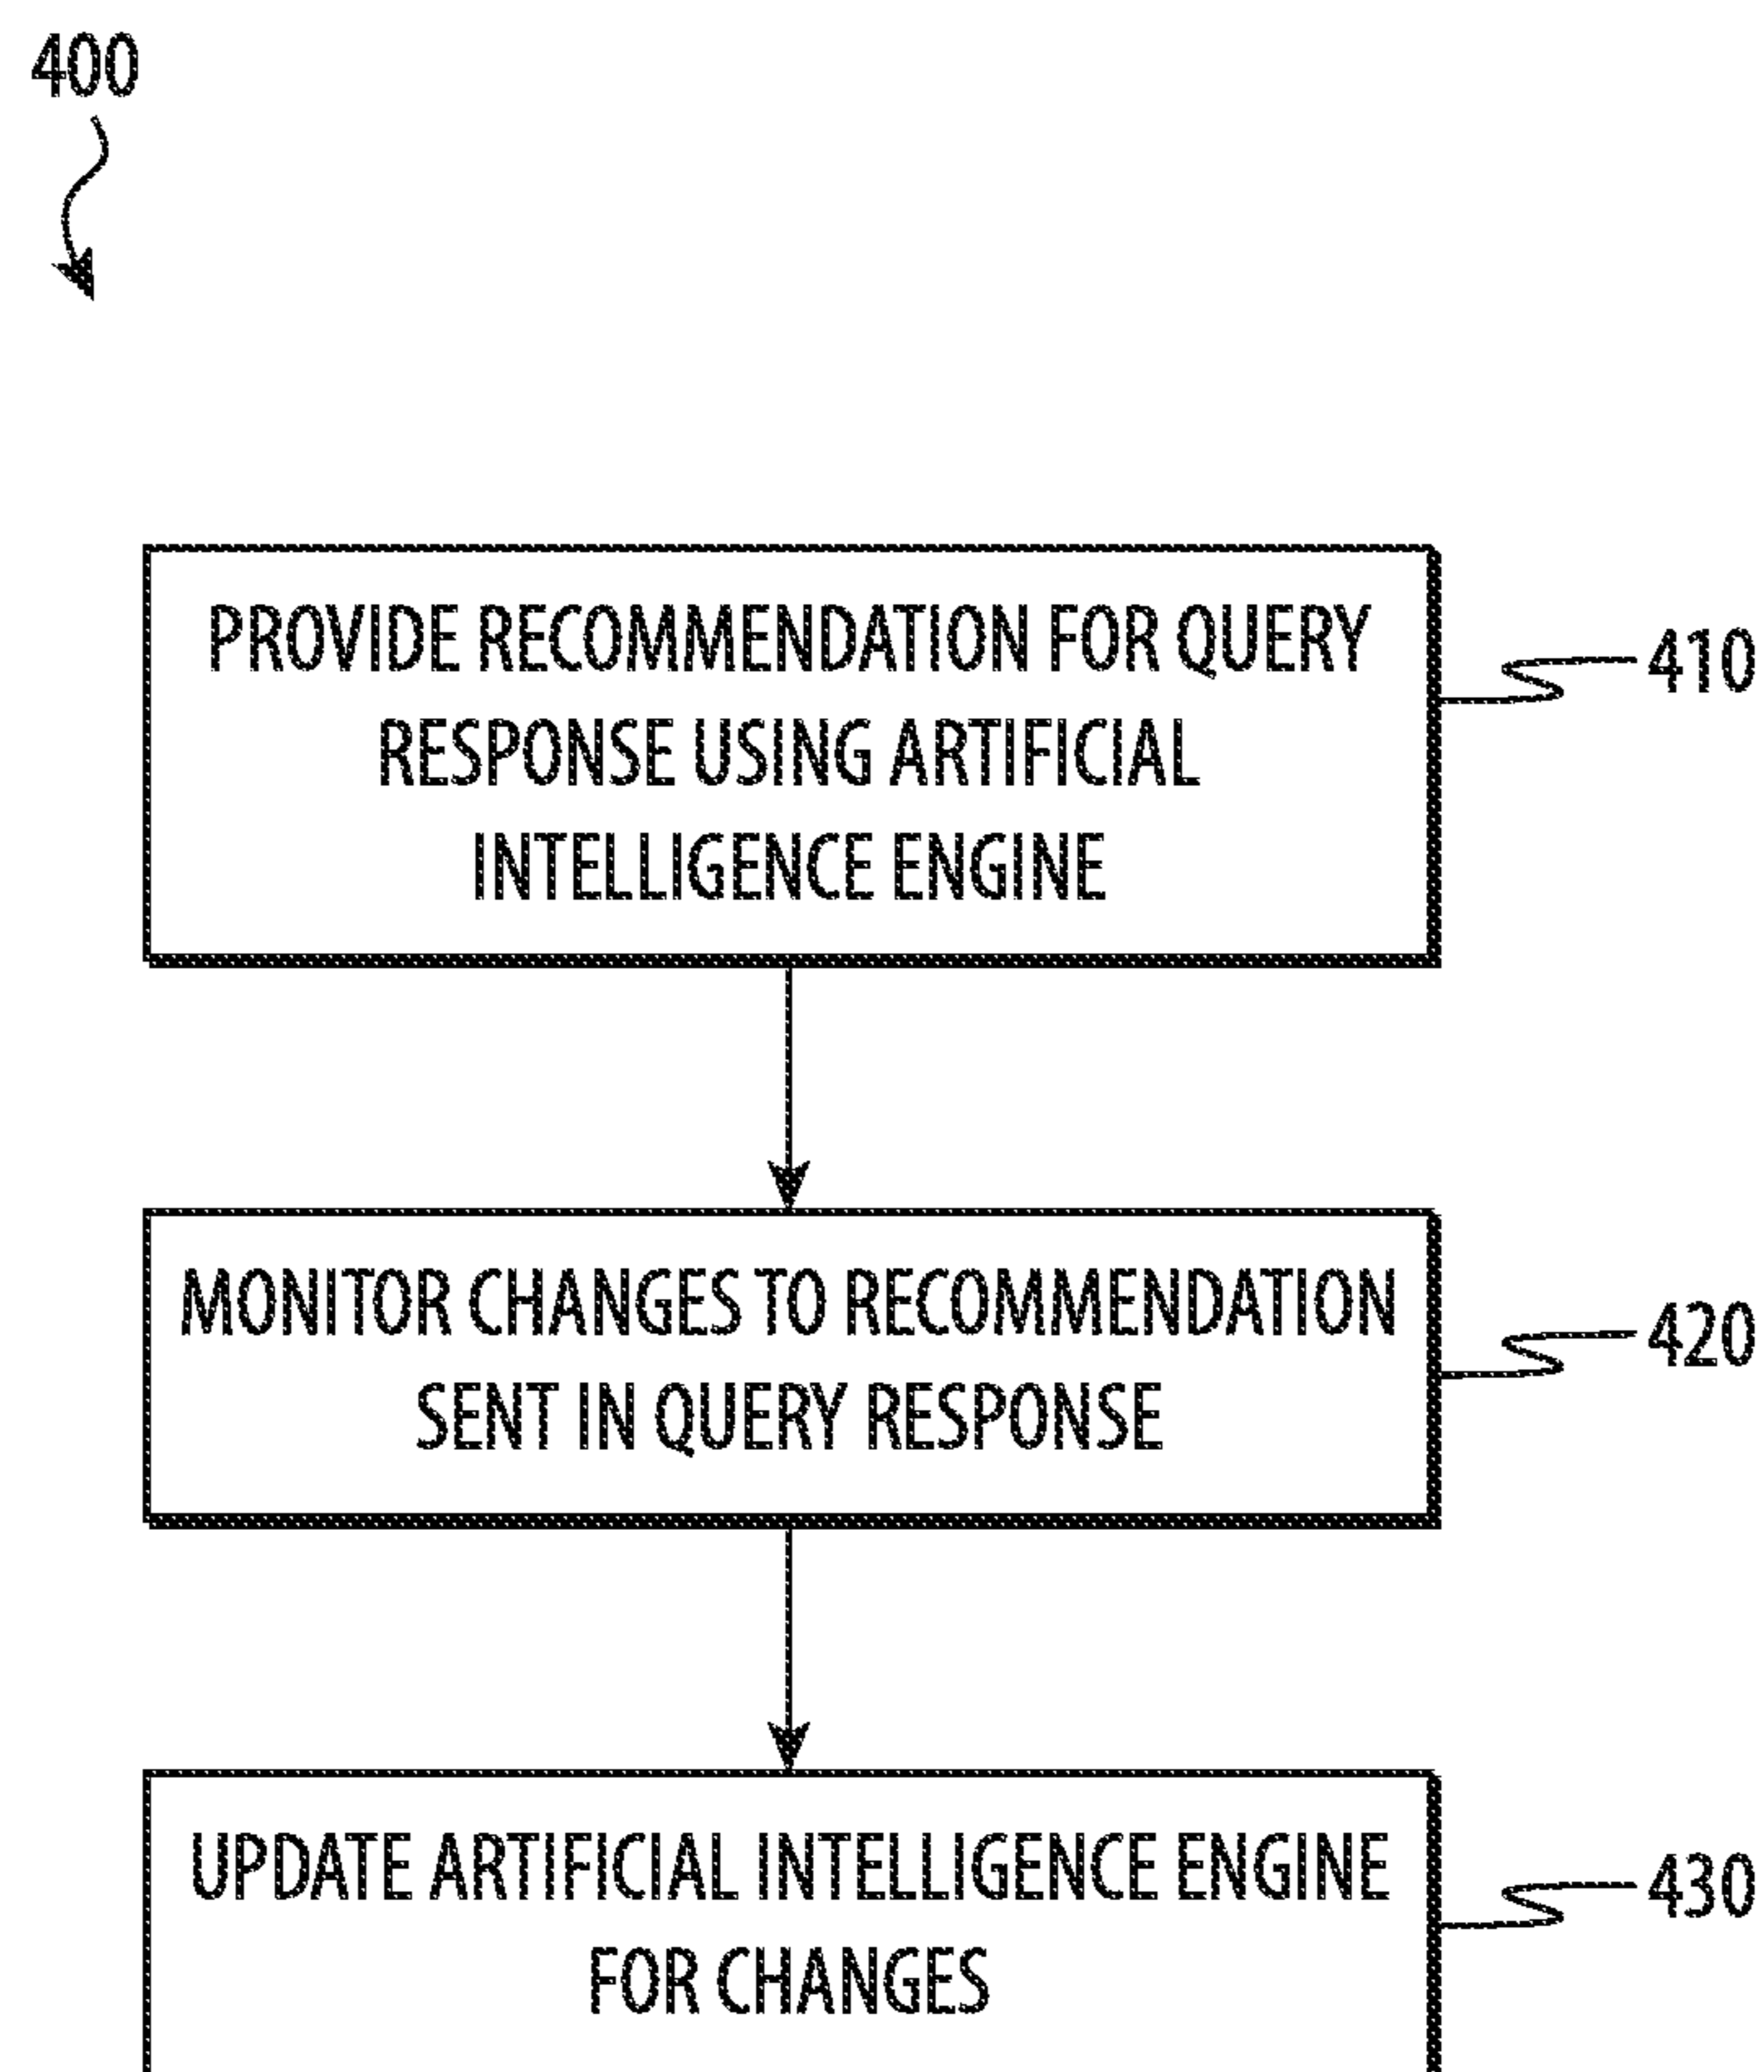 400
PROVIDE RECOMMENDATION FOR QUERY
RESPONSE USING ARTIFICIAL
INTELLIGENCE ENGINE
410
MONITOR CHANGES TO RECOMMENDATION
SENT IN QUERY RESPONSE
420
UPDATE ARTIFICIAL INTELLIGENCE ENGINE
FOR CHANGES
430